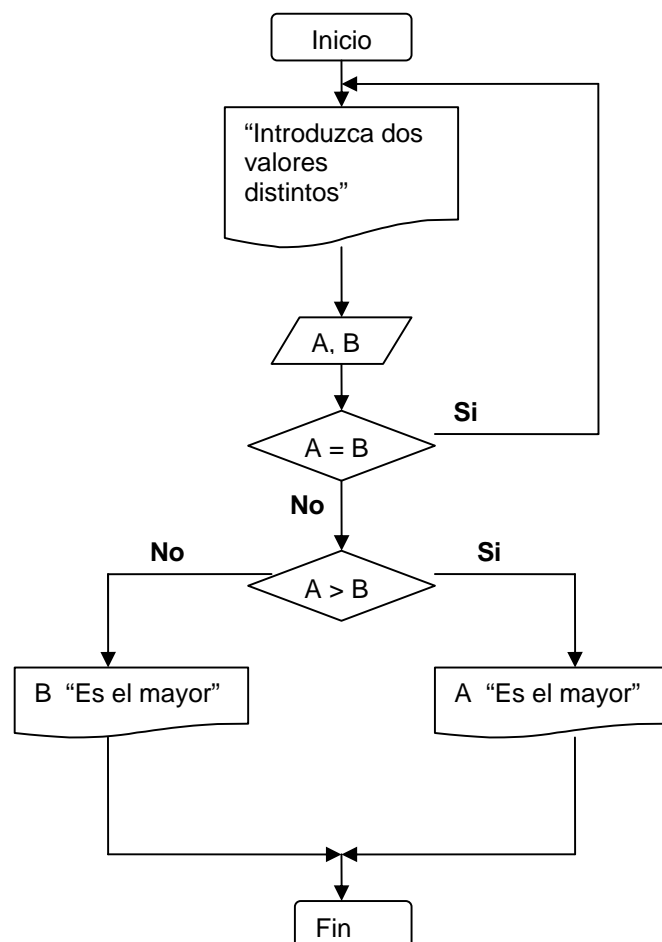 Inicio
“Introduzca dos
valores
distintos”
A, B
Si
A = B
No
No
Si
A > B
B “Es el mayor”
A “Es el mayor”
Fin